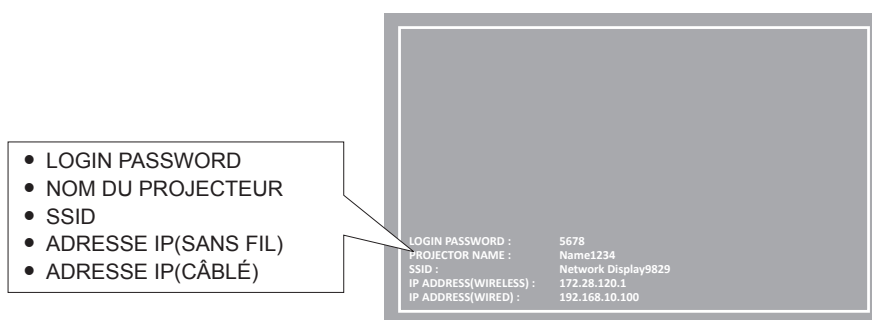 ● LOGIN PASSWORD
● NOM DU PROJECTEUR
● SSID
● ADRESSE IP(SANS FIL)
● ADRESSE IP(CÂBLÉ)
LOGIN PASSWORD : 5678
PROJECTOR NAME : Name1234
SSID : Network Display9829
IP ADDRESS(WIRELESS) : 172.28.120.1
IP ADDRESS(WIRED) : 192.168.10.100